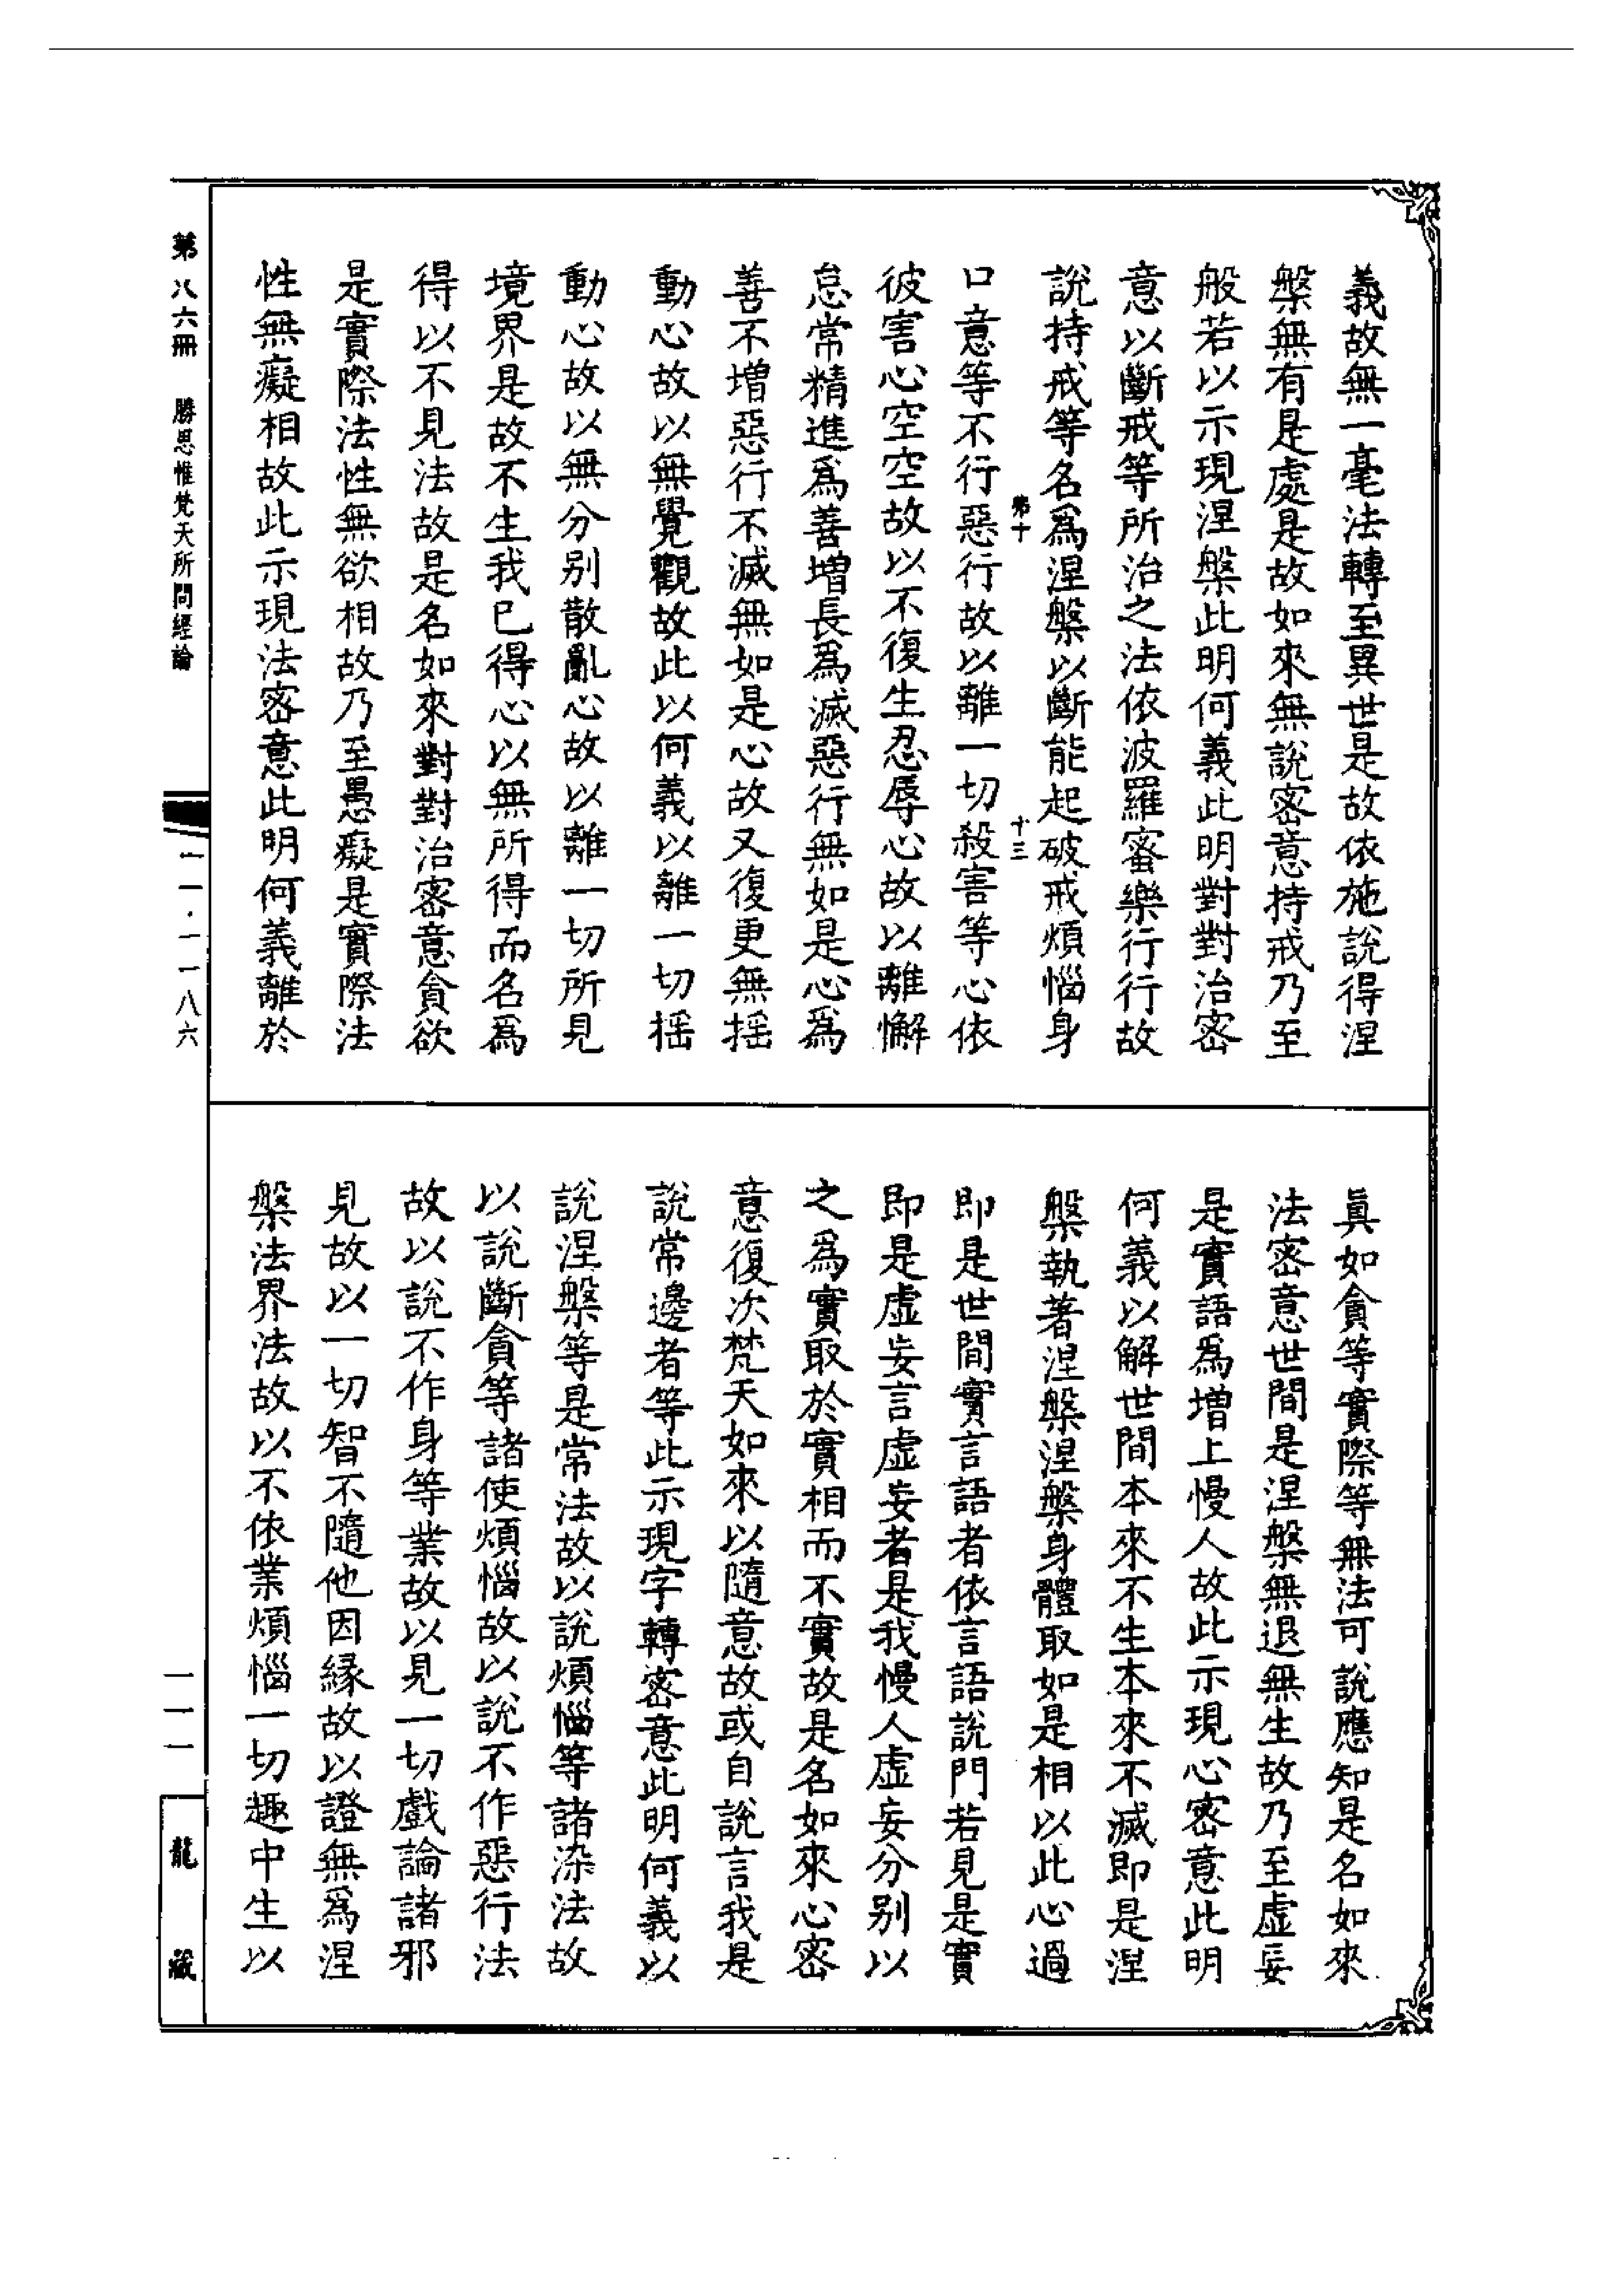 義故無一毫法轉至異世是故依施說得涅
槃無有是處是故如來無說密意持戒乃至
般若以示現涅槃此明何義此明對對治密
意以斷戒等所治之法依波羅蜜樂行行故
說持戒等名爲涅槃以斷能起破戒煩惱身
第十
十三
口意等不行惡行故以離一切殺害等心依
彼害心空空故以不復生忍辱心故以離懈
怠常精進爲善增長爲滅惡行無如是心爲
善不增惡行不滅無如是心故又復更無揺
動心故以無覺觀故此以何義以離一切揺
動心故以無分別散亂心故以離一切所見
境界是故不生我已得心以無所得而名爲
得以不見法故是名如來對對治密意貪欲
是實際法性無欲相故乃至愚癡是實際法
性無癡相故此示現法密意此明何義離於
眞如貪等實際等無法可說應知是名如來
法密意世間是涅槃無退無生故乃至虛妄
是實語爲增上慢人故此示現心密意此明
何義以解世間本來不生本來不滅即是涅
槃執著涅槃涅槃身體取如是相以此心過
即是世間實言語者依言語說門若見是實
即是虛妄言虛妄者是我慢人虛妄分別以
之爲實取於實相而不實故是名如來心密
意復次梵天如來以隨意故或自說言我是
說常邊者等此示現字轉密意此明何義以
說涅槃等是常法故以說煩惱等諸染法故
以說斷貪等諸使煩惱故以說不作惡行法
故以說不作身等業故以見一切戲論諸邪
見故以一切智不隨他因緣故以證無爲涅
槃法界法故以不依業煩惱一切趣中生以
第八六冊 勝思惟梵天所問經論
一一·一一八六
一一一
龍藏